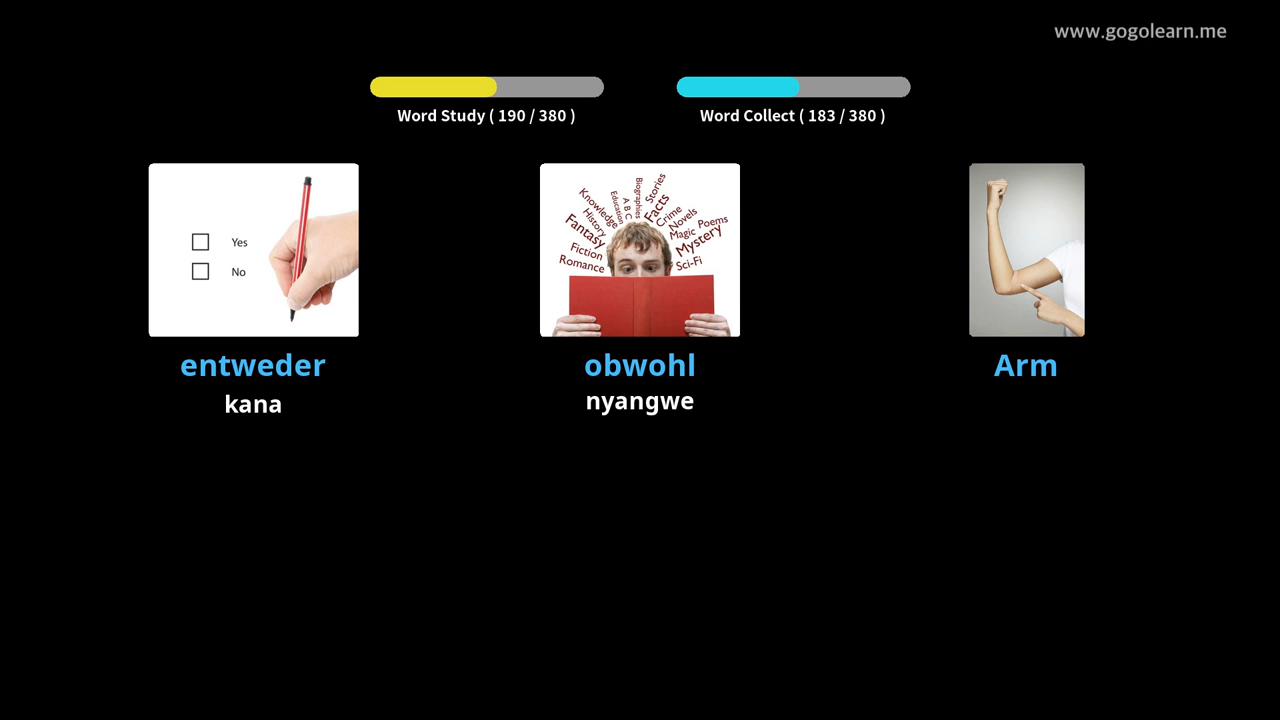 www.gogolearn.me
Word Study ( 190 / 380 )
Word Collect ( 183 / 380 )
Yes
No
Knowledge
History
Fantasy
Fiction
Romance
Education
A B C
Biographies
Stories
Facts
Crime
Novels
Magic
Poems
Mystery
Sci-Fi
entweder
kana
obwohl
nyangwe
Arm